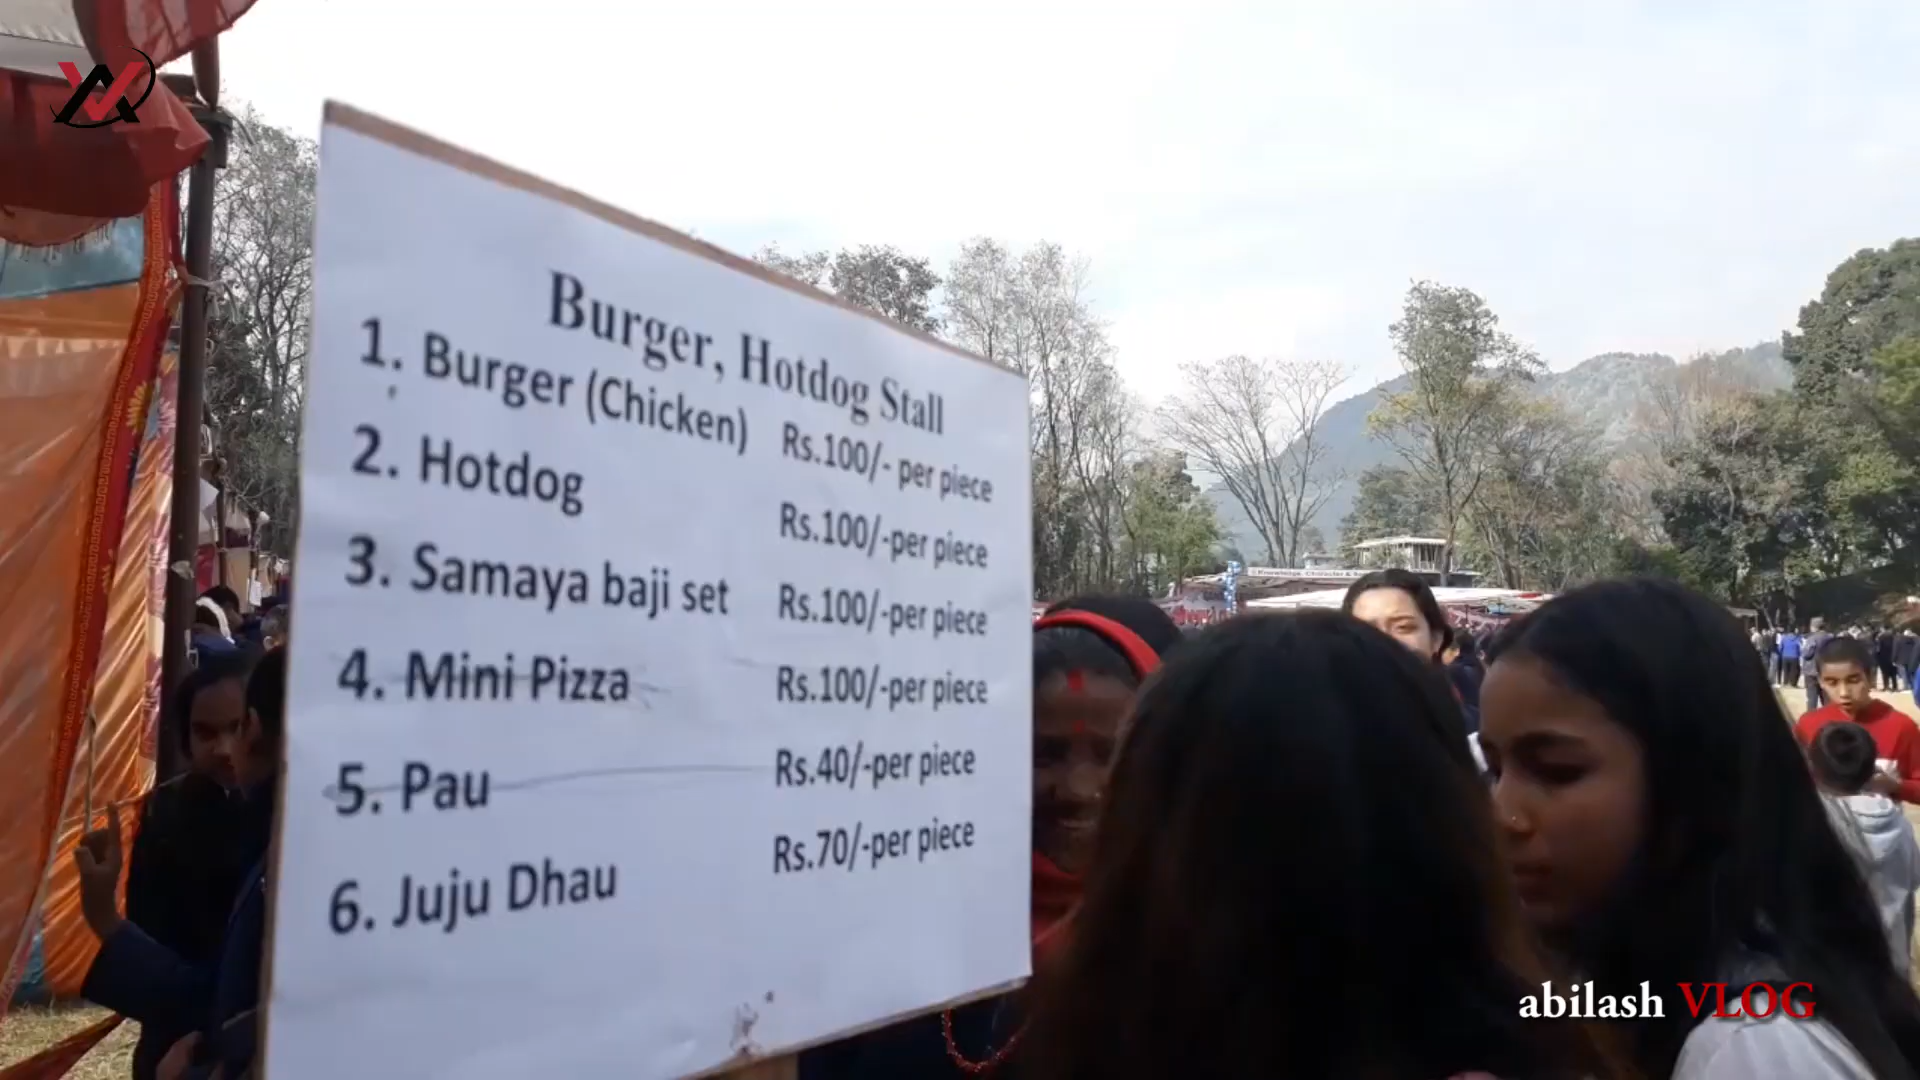 Burger, Hotdog Stall
1. Burger (Chicken) Rs.100/- per piece
2. Hotdog Rs.100/-per piece
3. Samaya baji set Rs.100/-per piece
4. Mini Pizza Rs.100/-per piece
5. Pau Rs.40/-per piece
6. Juju Dhau Rs.70/-per piece
Knowledge, Character &
abilash VLOG